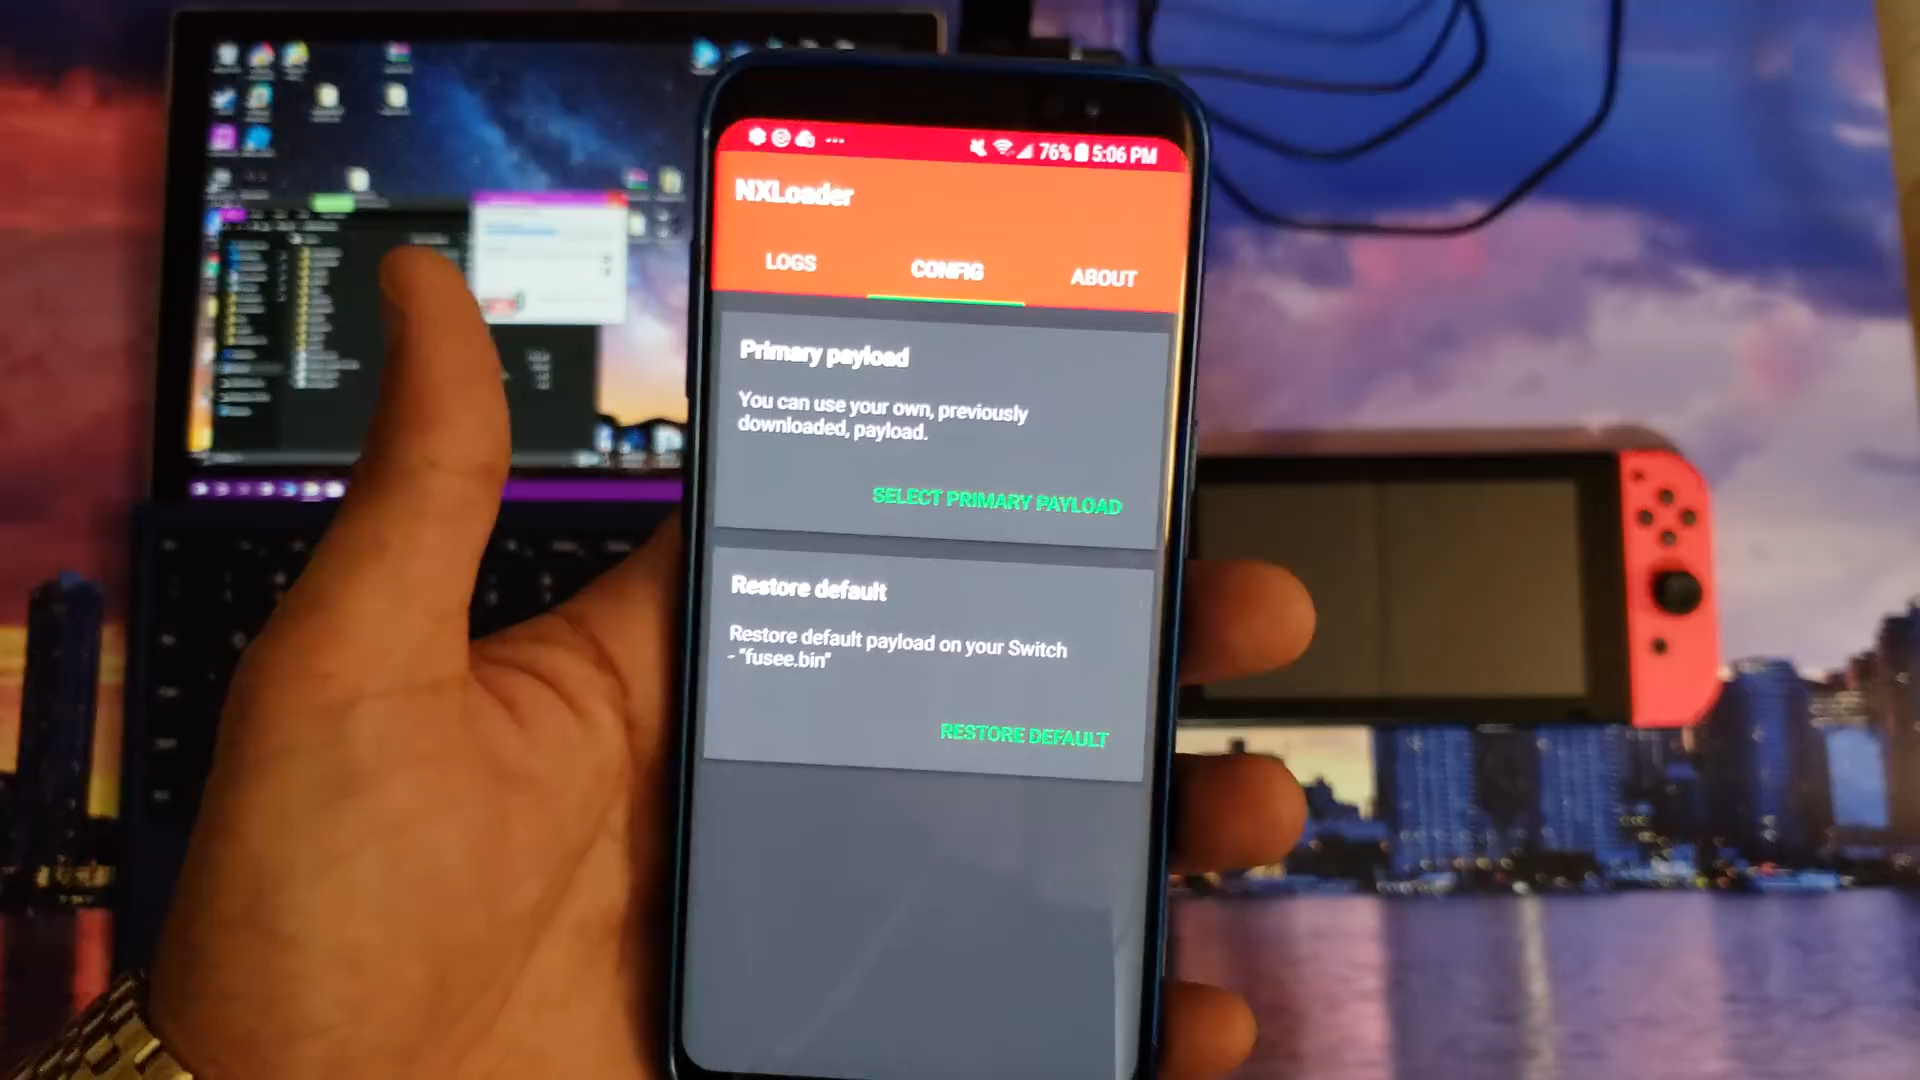 76% 5:06 PM
NXLoader
LOGS CONFIG ABOUT
Primary payload
You can use your own, previously
downloaded, payload.
SELECT PRIMARY PAYLOAD
Restore default
Restore default payload on your Switch
- "fusee.bin"
RESTORE DEFAULT